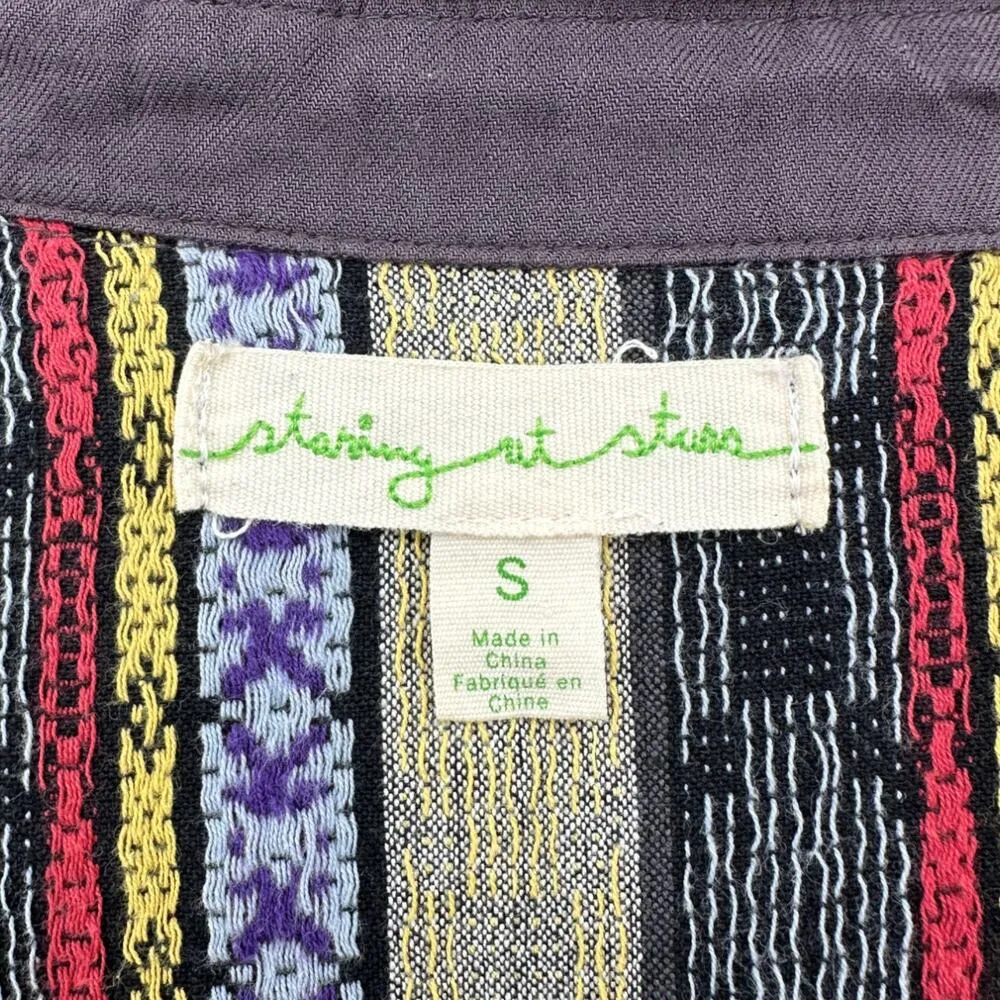 staring at stars
S
Made in
China
Fabriqué en
Chine